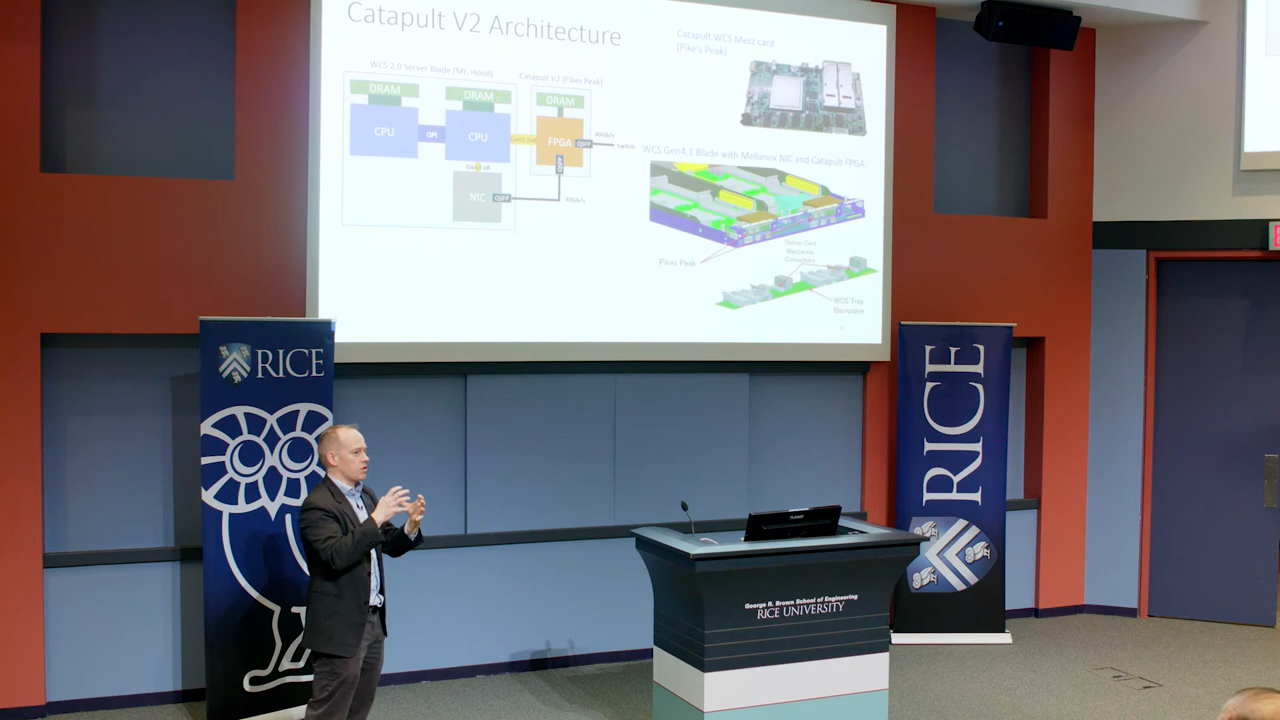 Catapult V2 Architecture
WCS 2.0 Server Blade (Mt. Hood)
Catapult V2 (Pikes Peak)
DRAM
DRAM
DRAM
CPU
QPI
CPU
FPGA
QSFP
40Gb/s
Switch
QSFP
NIC
QSFP
40Gb/s
Catapult WCS Mezz card
(Pike's Peak)
WCS Gen4.1 Blade with Mellanox NIC and Catapult FPGA
Pikes Peak
Option Card
Mezzanine
Connectors
WCS Tray
Backplane
RICE
RICE
George R. Brown School of Engineering
RICE UNIVERSITY